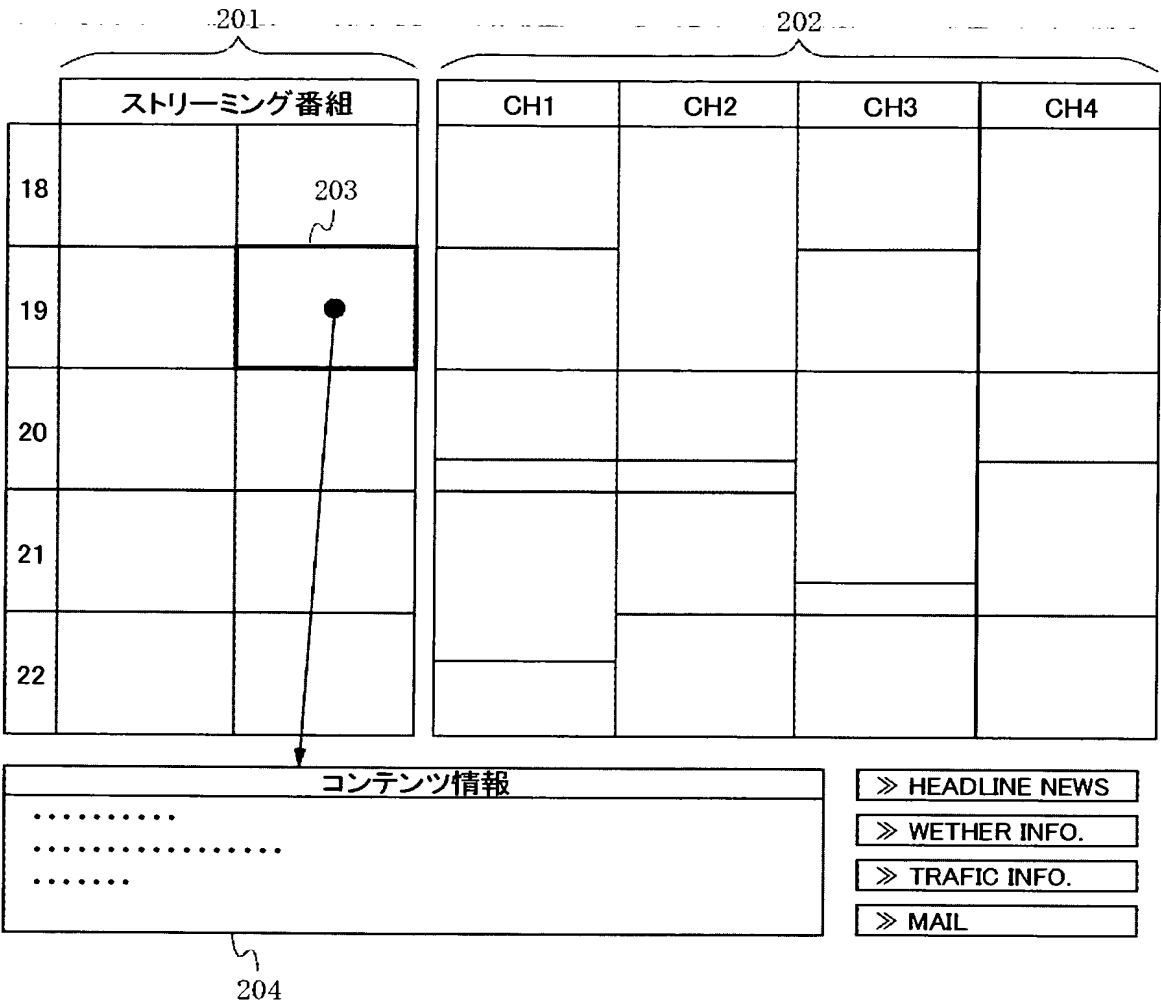 201
202
ストリーミング番組
CH1
CH2
CH3
CH4
18
203
19
20
21
22
コンテンツ情報
・・・・・・・・・・
・・・・・・・・・・・・・・・・・
・・・・・・・
≫ HEADLINE NEWS
≫ WETHER INFO.
≫ TRAFIC INFO.
≫ MAIL
204